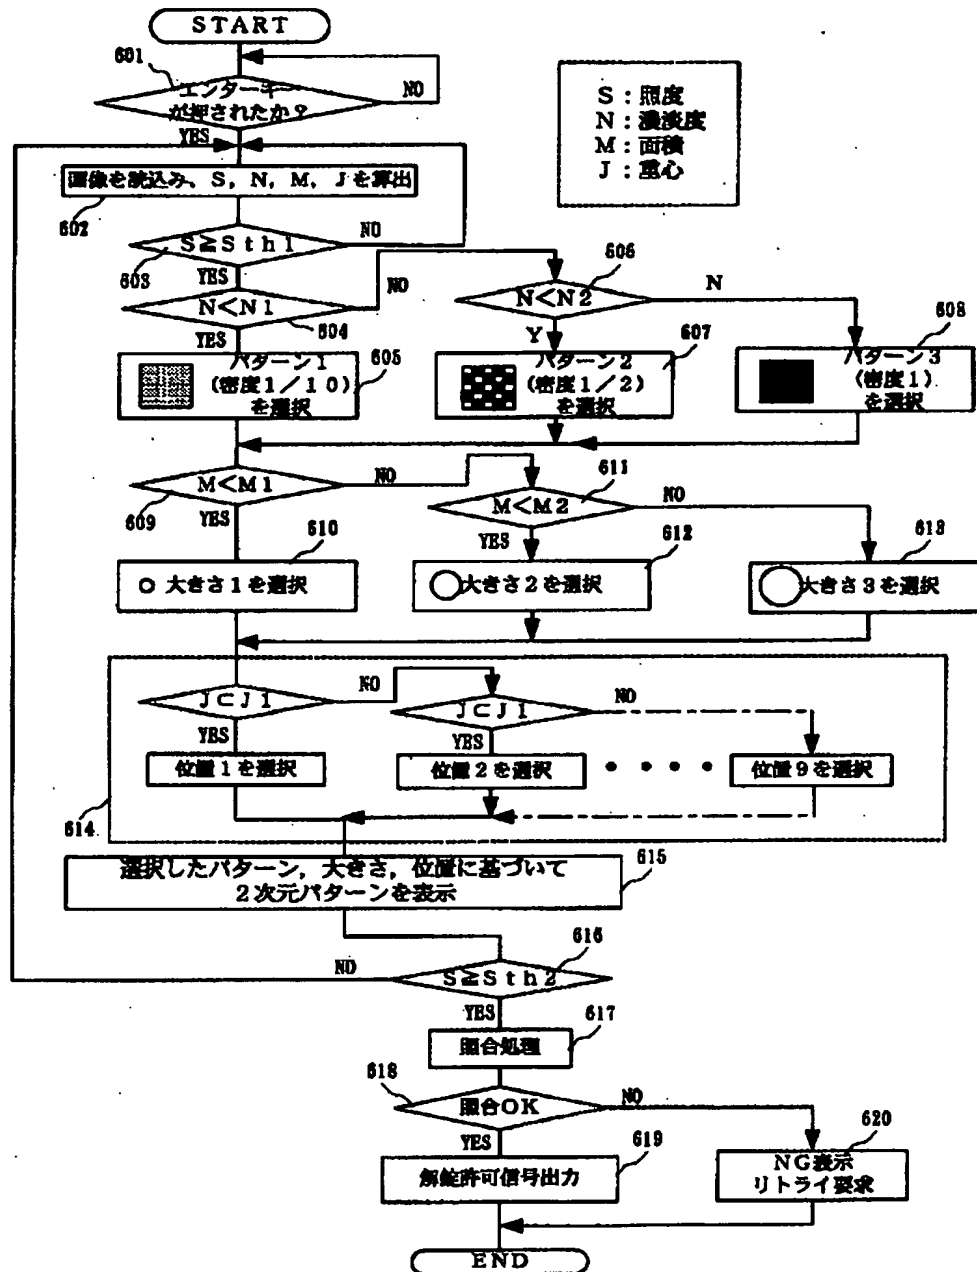 START
601
エンターキー
が押されたか？
NO
YES
S：照度
N：濃淡度
M：面積
J：重心
画像を読込み、S，N，M，Jを算出
602
S≧Sth1
NO
603
YES
N<N1
NO
604
YES
606
N<N2
N
Y
605
パターン1
（密度1／10）
を選択
607
パターン2
（密度1／2）
を選択
608
パターン3
（密度1）
を選択
M<M1
NO
609
YES
611
M<M2
NO
YES
610
大きさ1を選択
612
大きさ2を選択
613
大きさ3を選択
J⊂J1
NO
YES
J⊂J1
NO
YES
位置1を選択
位置2を選択
位置9を選択
614
選択したパターン，大きさ，位置に基づいて
2次元パターンを表示
615
616
S≧Sth2
NO
YES
617
照合処理
618
照合OK
NO
YES
619
解錠許可信号出力
620
NG表示
リトライ要求
END